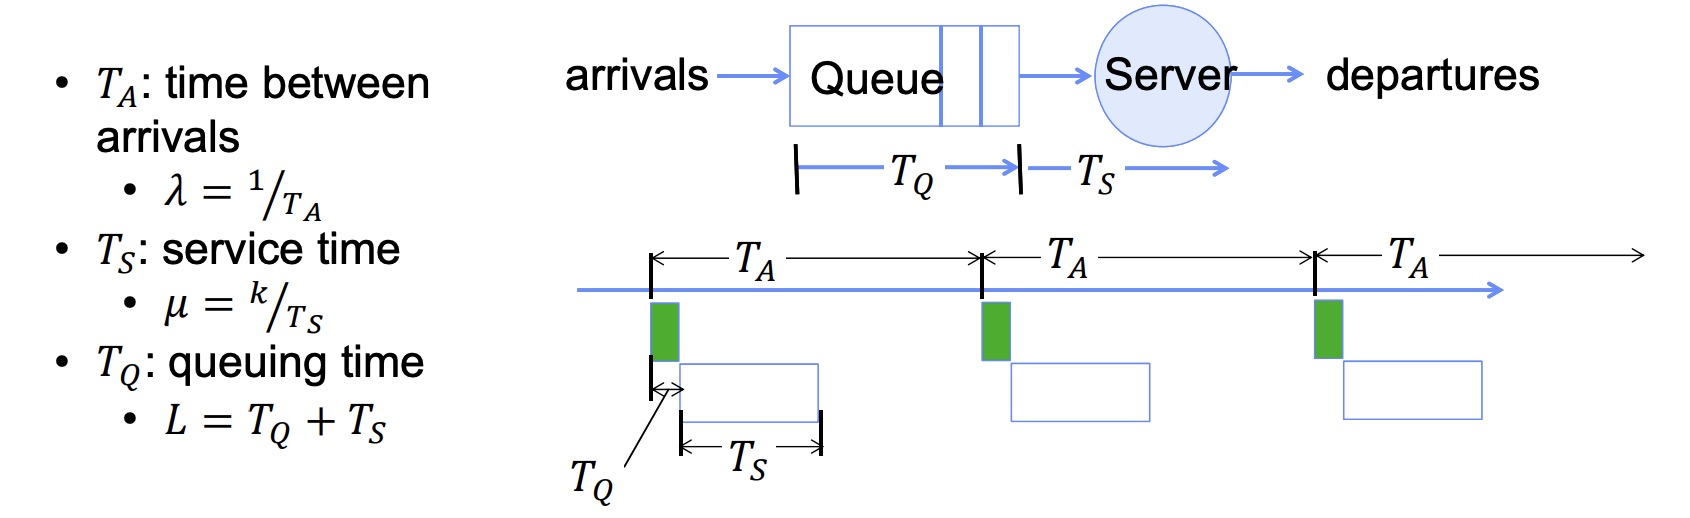 • T_A: time between
arrivals
• λ = 1/T_A
• T_S: service time
• μ = k/T_S
• T_Q: queuing time
• L = T_Q + T_S
arrivals Queue Server departures
T_Q T_S
T_A T_A T_A
T_S
T_Q